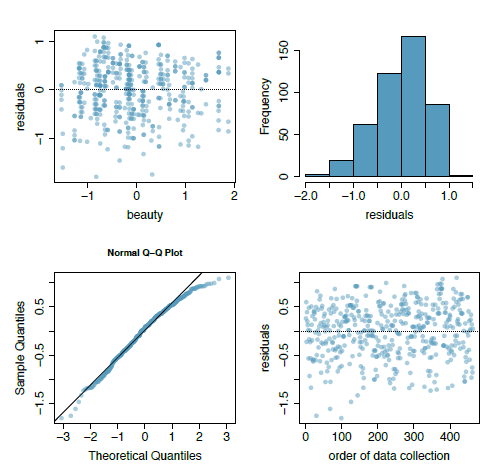 residuals
1
0
−1
−1 0 1 2
beauty
Frequency
150
100
50
0
−2.0 −1.0 0.0 1.0
residuals
Normal Q−Q Plot
Sample Quantiles
0.5
−0.5
−1.5
−3 −2 −1 0 1 2 3
Theoretical Quantiles
residuals
0.5
−0.5
−1.5
0 100 200 300 400
order of data collection